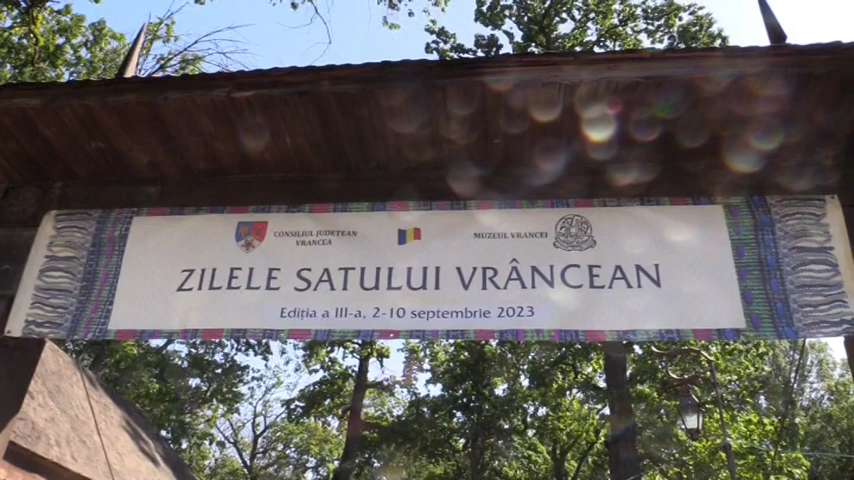 CONSILIUL JUDEȚEAN
VRANCEA
MUZEUL VRANCEI
ZILELE SATULUI VRÂNCEAN
Ediția a III-a, 2-10 septembrie 2023